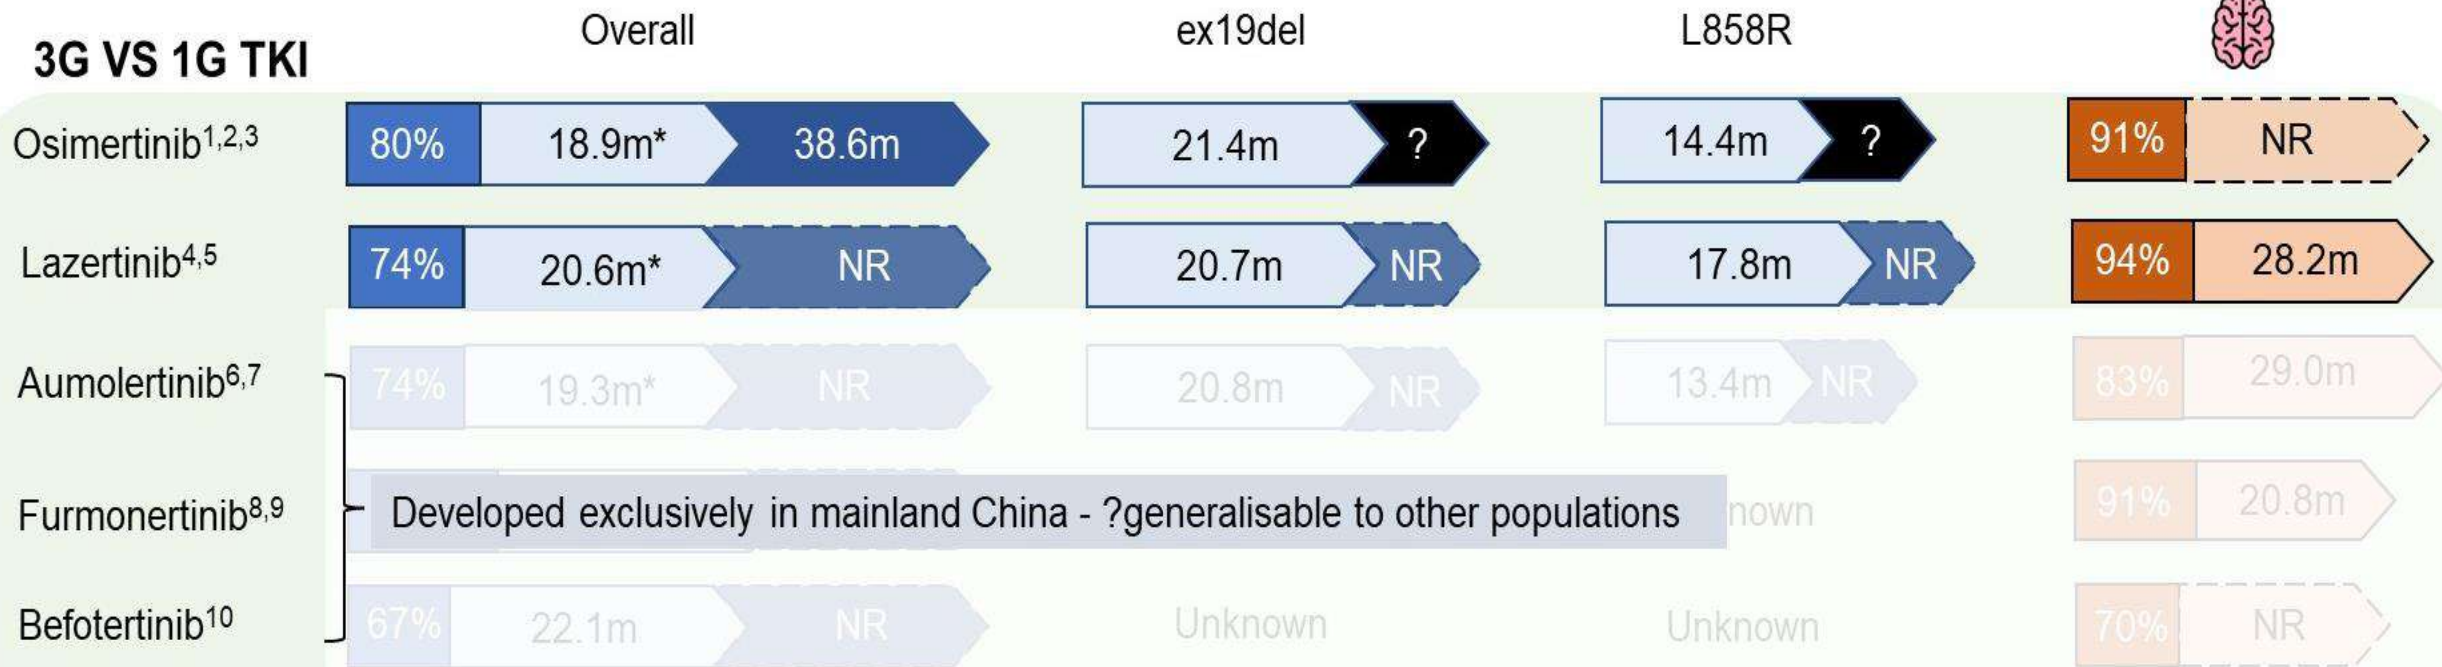 3G VS 1G TKI
Overall ex19del L858R
Osimertinib1,2,3 80% 18.9m* 38.6m 21.4m ? 14.4m ? 91% NR
Lazertinib4,5 74% 20.6m* NR 20.7m NR 17.8m NR 94% 28.2m
Aumolertinib6,7 74% 19.3m* NR 20.8m NR 13.4m NR 83% 29.0m
Furmonertinib8,9 Developed exclusively in mainland China - ?generalisable to other populations nown 91% 20.8m
Befotertinib10 67% 22.1m NR Unknown Unknown 70% NR